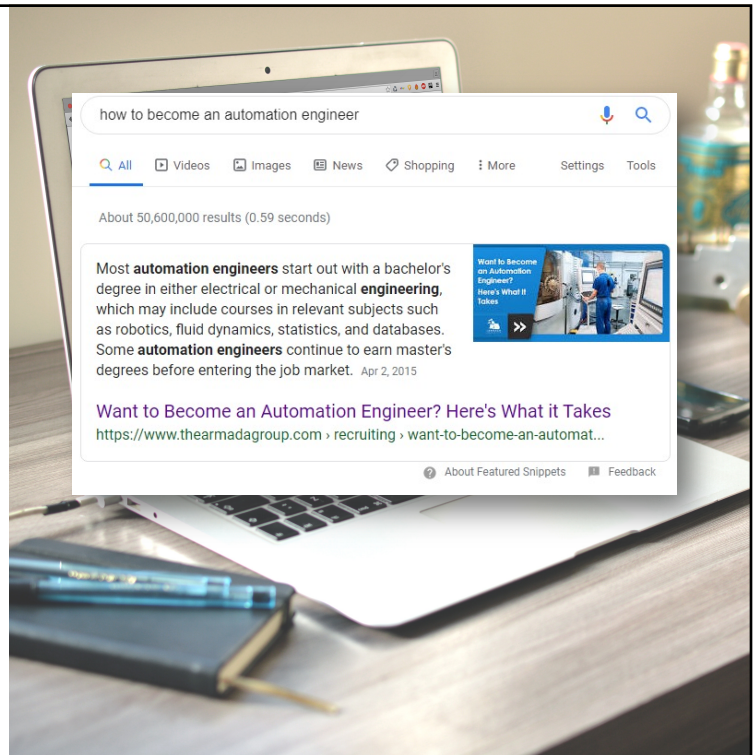 how to become an automation engineer
All Videos Images News Shopping More Settings Tools
About 50,600,000 results (0.59 seconds)
Most automation engineers start out with a bachelor's
degree in either electrical or mechanical engineering,
which may include courses in relevant subjects such
as robotics, fluid dynamics, statistics, and databases.
Some automation engineers continue to earn master's
degrees before entering the job market. Apr 2, 2015
Want to Become
an Automation
Engineer?
Here's What It
Takes
Want to Become an Automation Engineer? Here's What it Takes
https://www.thearmadagroup.com › recruiting › want-to-become-an-automat...
About Featured Snippets Feedback